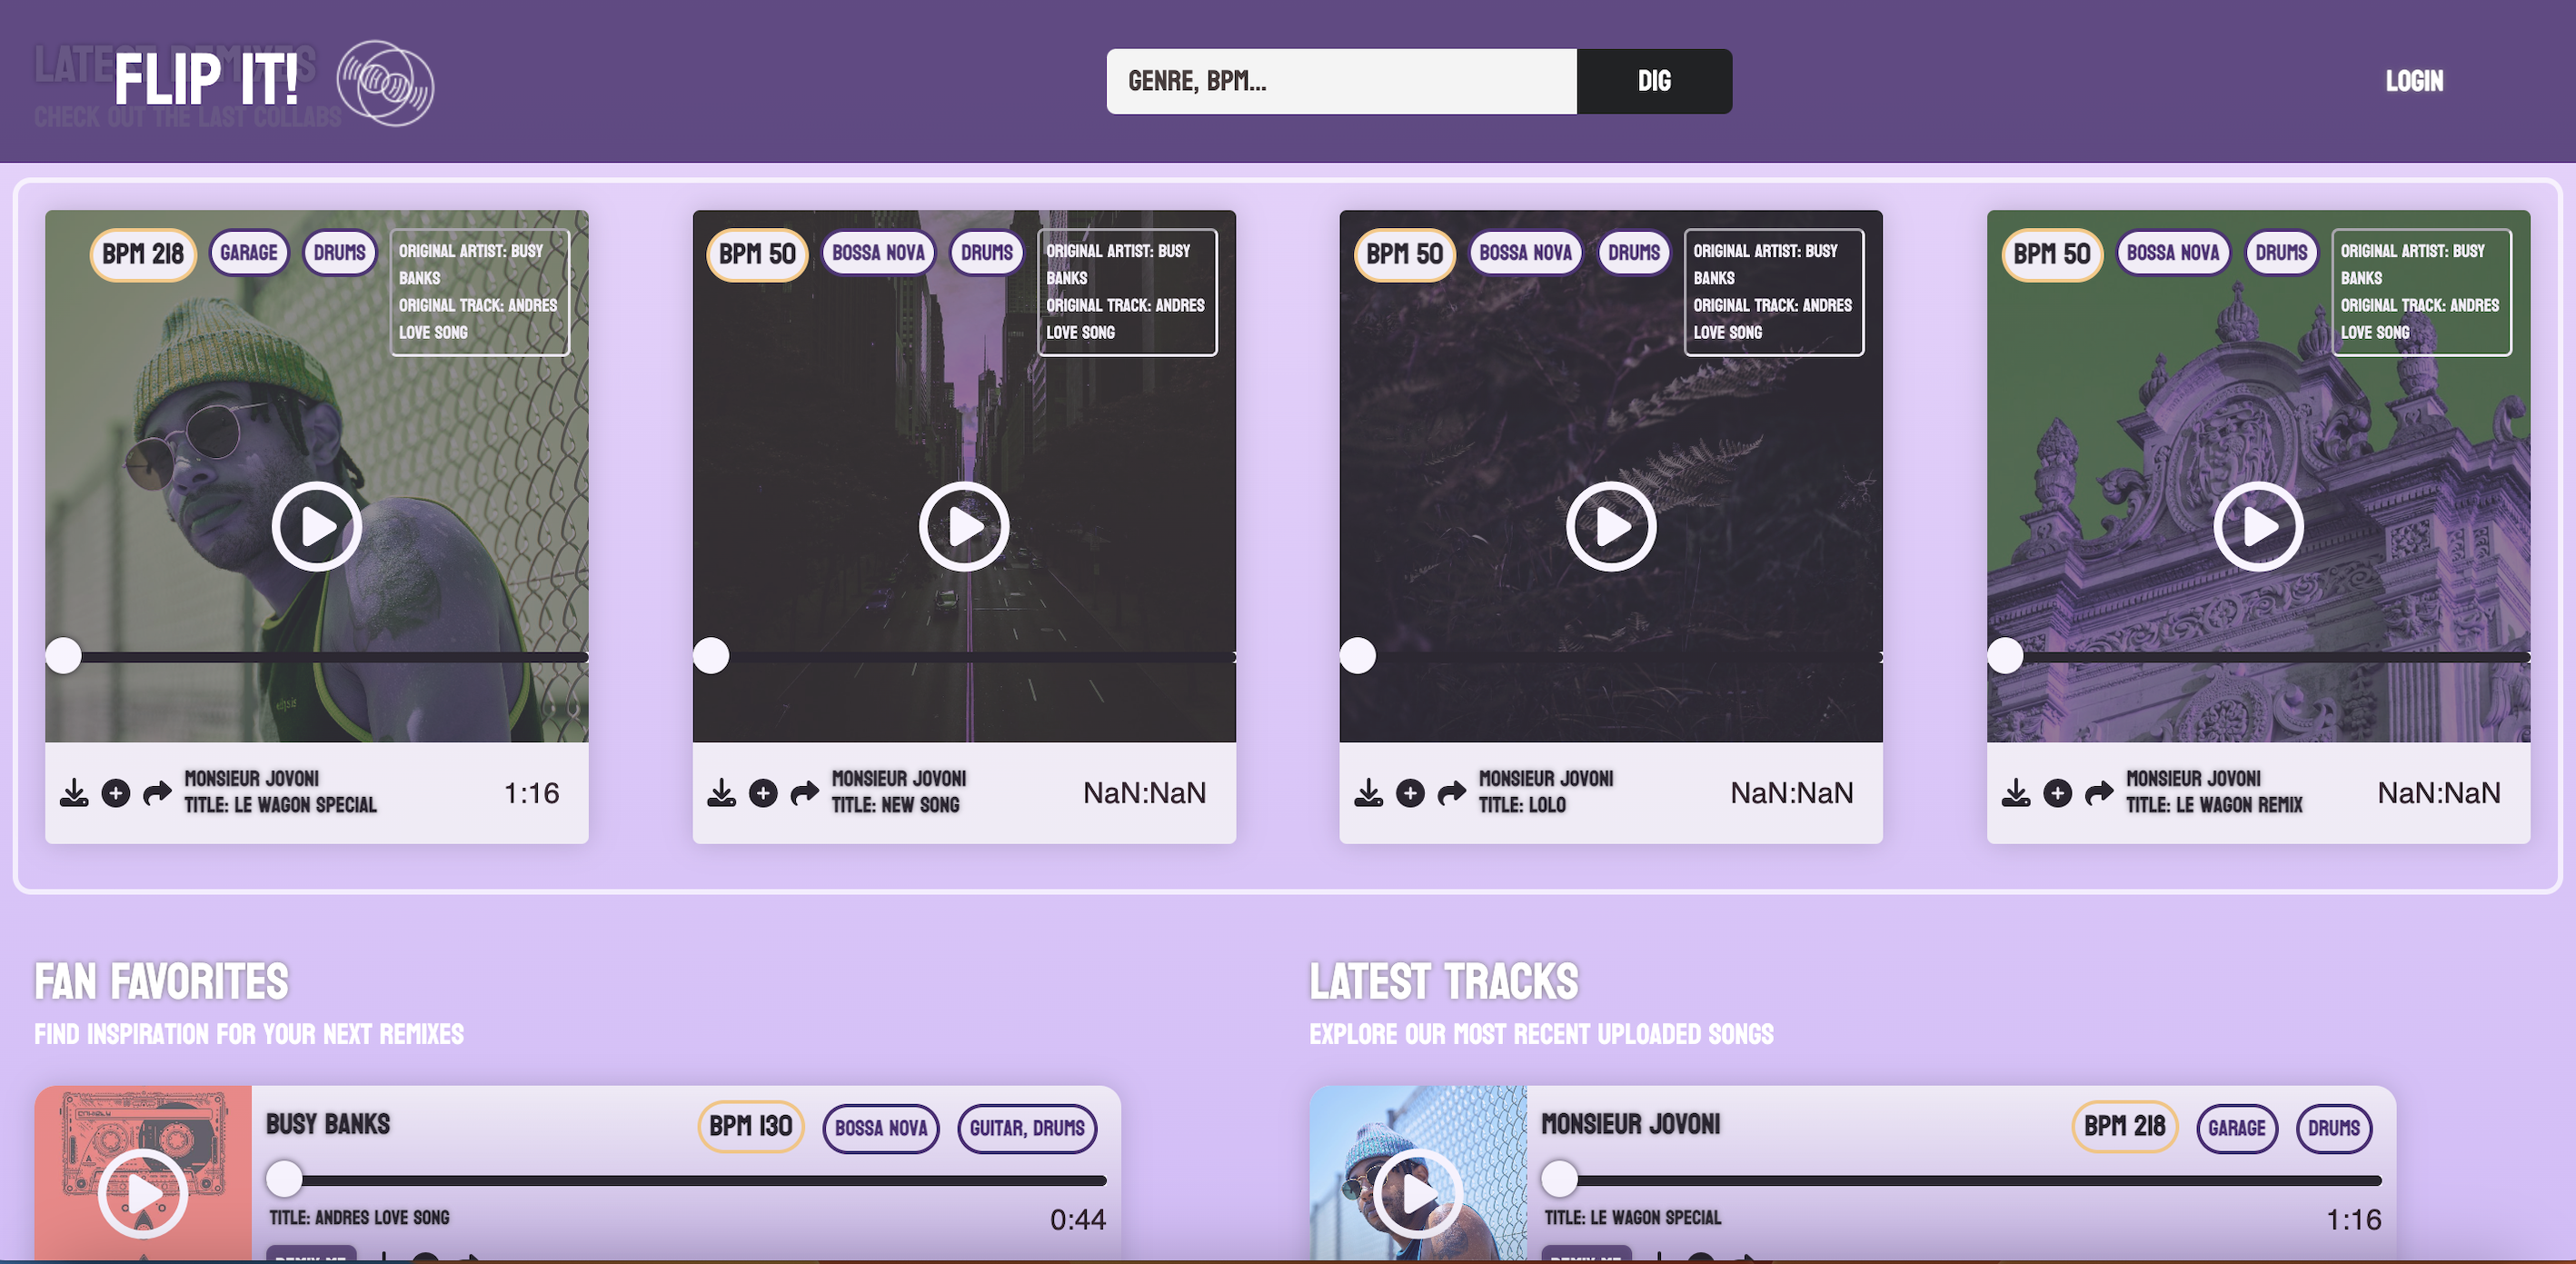 LATEST REMIXES
FLIP IT!
CHECK OUT THE LAST COLLABS
GENRE, BPM...
DIG
LOGIN
BPM 218
GARAGE
DRUMS
ORIGINAL ARTIST: BUSY
BANKS
ORIGINAL TRACK: ANDRES
LOVE SONG
MONSIEUR JOVONI
TITLE: LE WAGON SPECIAL
1:16
BPM 50
BOSSA NOVA
DRUMS
ORIGINAL ARTIST: BUSY
BANKS
ORIGINAL TRACK: ANDRES
LOVE SONG
MONSIEUR JOVONI
TITLE: NEW SONG
NaN:NaN
BPM 50
BOSSA NOVA
DRUMS
ORIGINAL ARTIST: BUSY
BANKS
ORIGINAL TRACK: ANDRES
LOVE SONG
MONSIEUR JOVONI
TITLE: LOLO
NaN:NaN
BPM 50
BOSSA NOVA
DRUMS
ORIGINAL ARTIST: BUSY
BANKS
ORIGINAL TRACK: ANDRES
LOVE SONG
MONSIEUR JOVONI
TITLE: LE WAGON REMIX
NaN:NaN
FAN FAVORITES
FIND INSPIRATION FOR YOUR NEXT REMIXES
BUSY BANKS
BPM 130
BOSSA NOVA
GUITAR, DRUMS
TITLE: ANDRES LOVE SONG
0:44
REMIX ME
LATEST TRACKS
EXPLORE OUR MOST RECENT UPLOADED SONGS
MONSIEUR JOVONI
BPM 218
GARAGE
DRUMS
TITLE: LE WAGON SPECIAL
1:16
REMIX ME